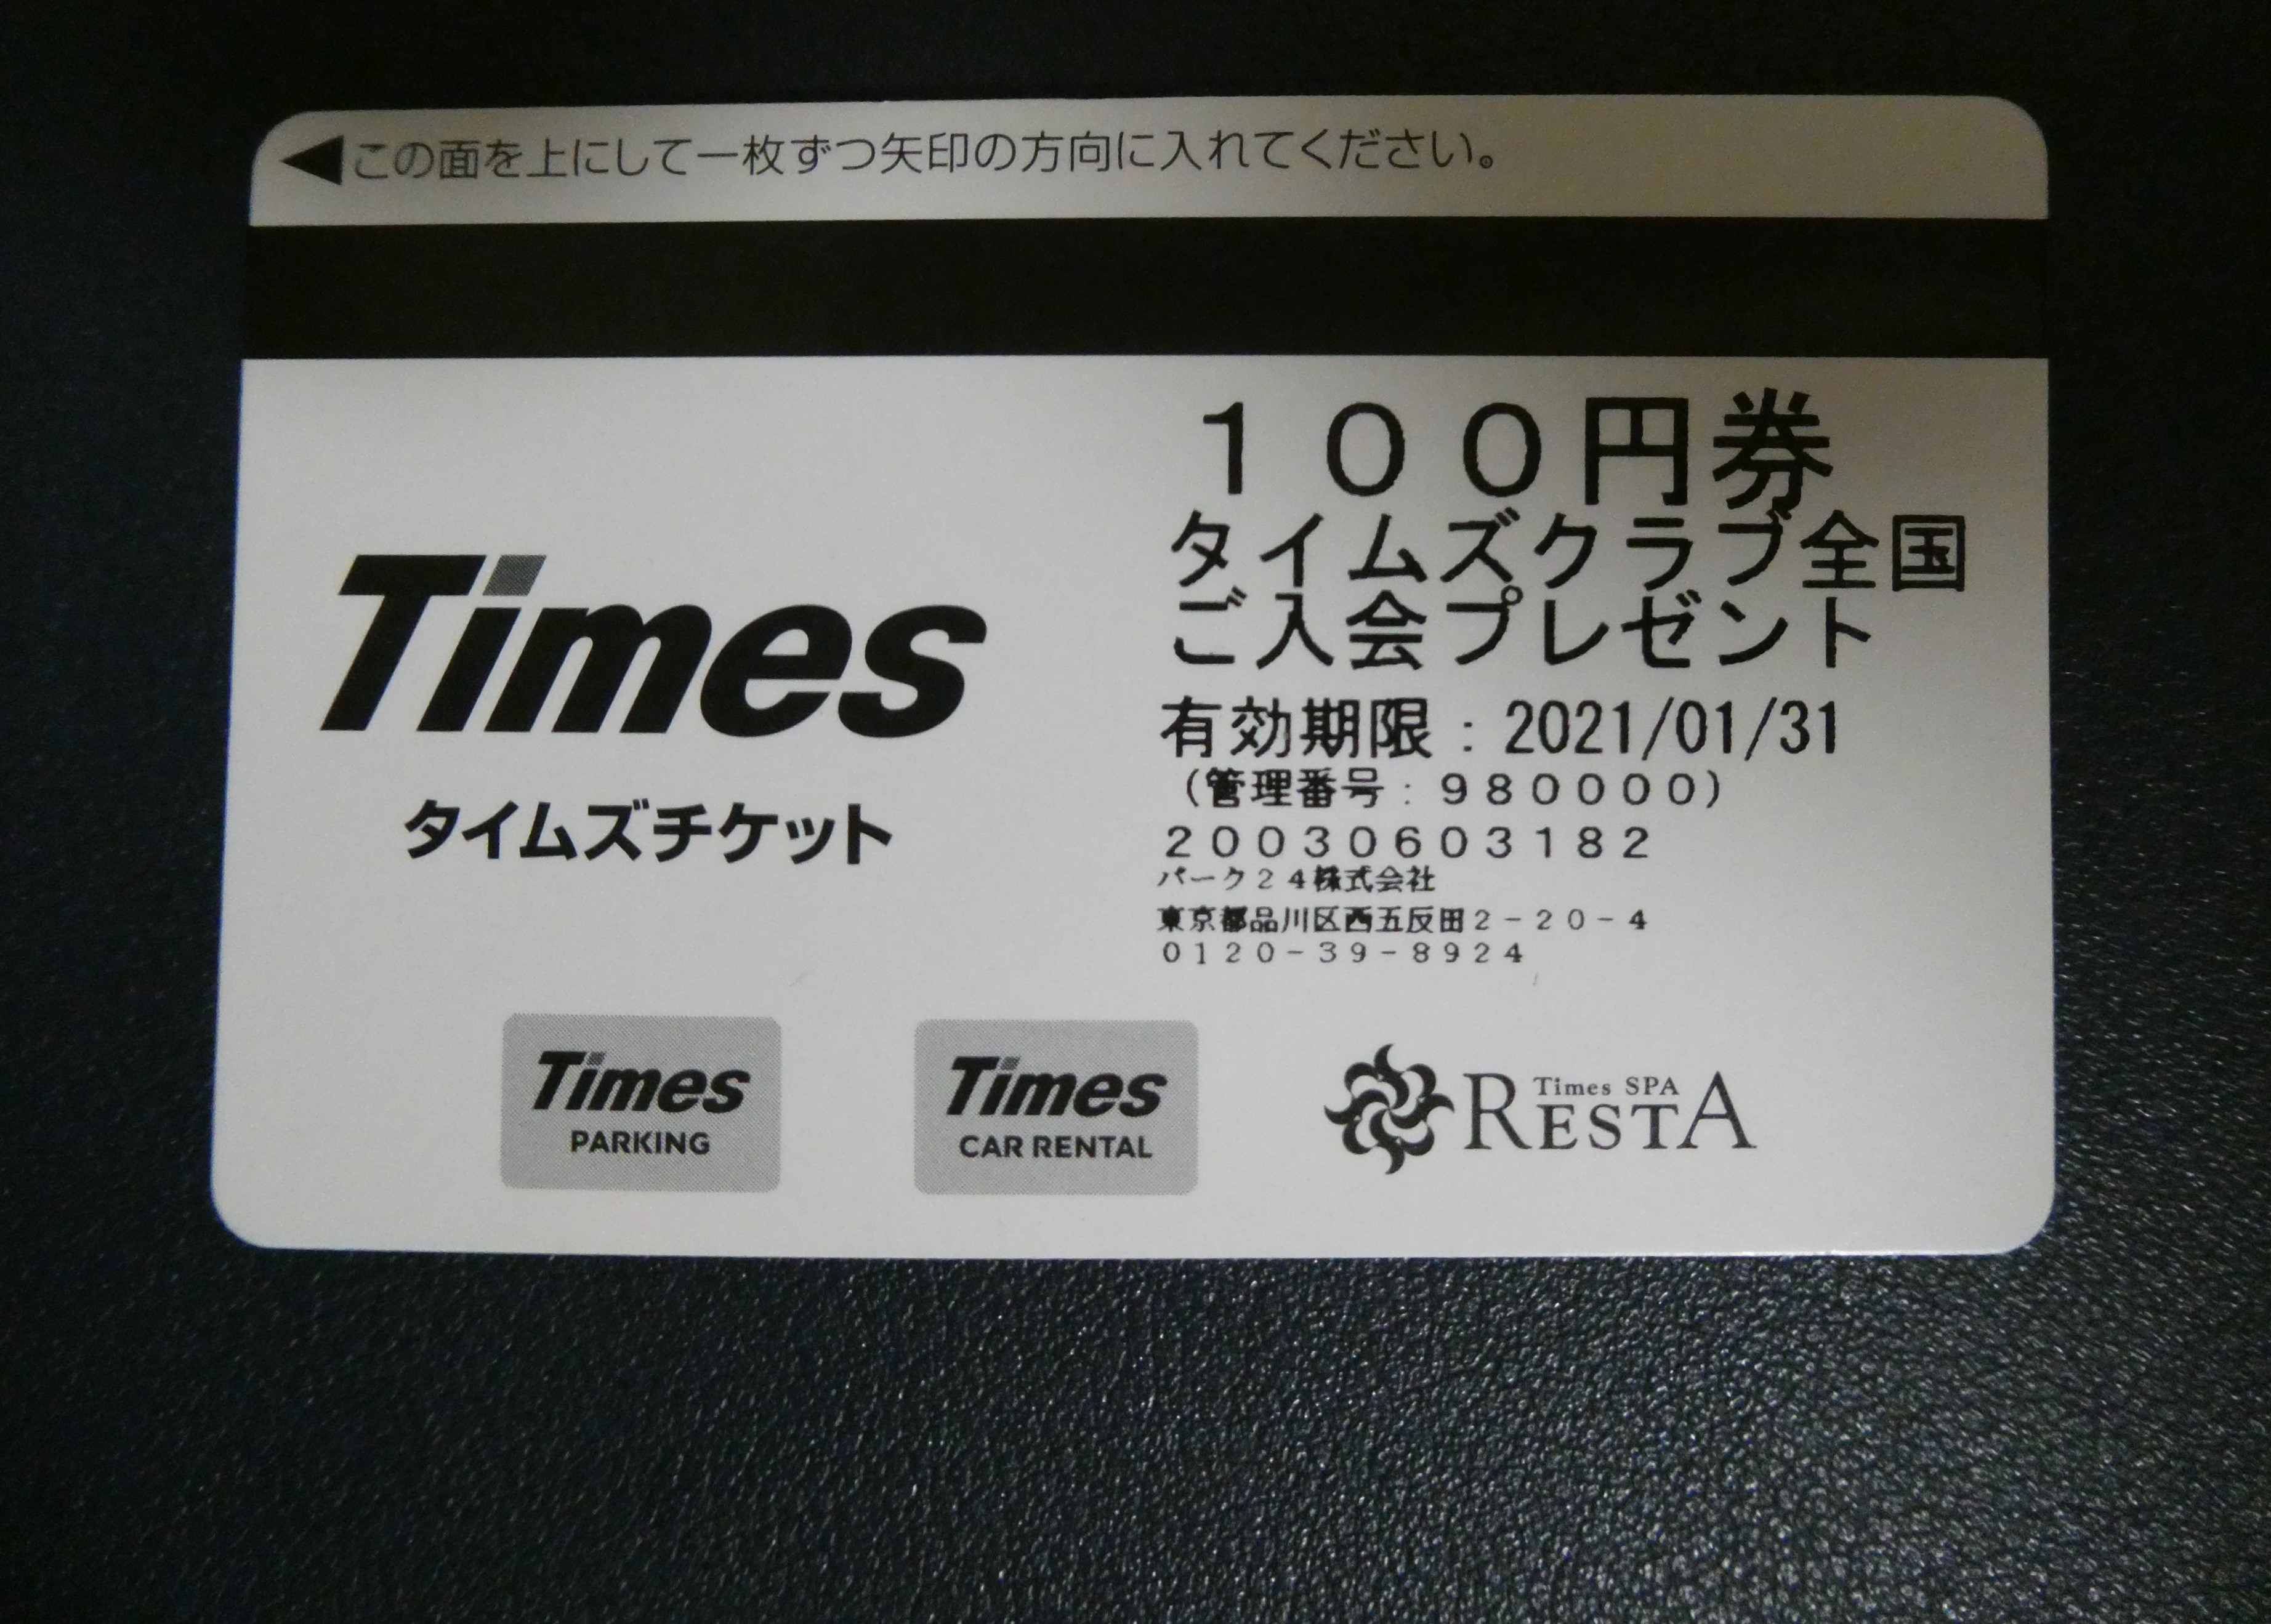 ◀この面を上にして一枚ずつ矢印の方向に入れてください。
１００円券
タイムズクラブ全国
ご入会プレゼント
有効期限：2021/01/31
（管理番号：９８００００）
２００３０６０３１８２
パーク２４株式会社
東京都品川区西五反田２－２０－４
０１２０－３９－８９２４
Times
タイムズチケット
Times
PARKING
Times
CAR RENTAL
Times SPA
RESTA